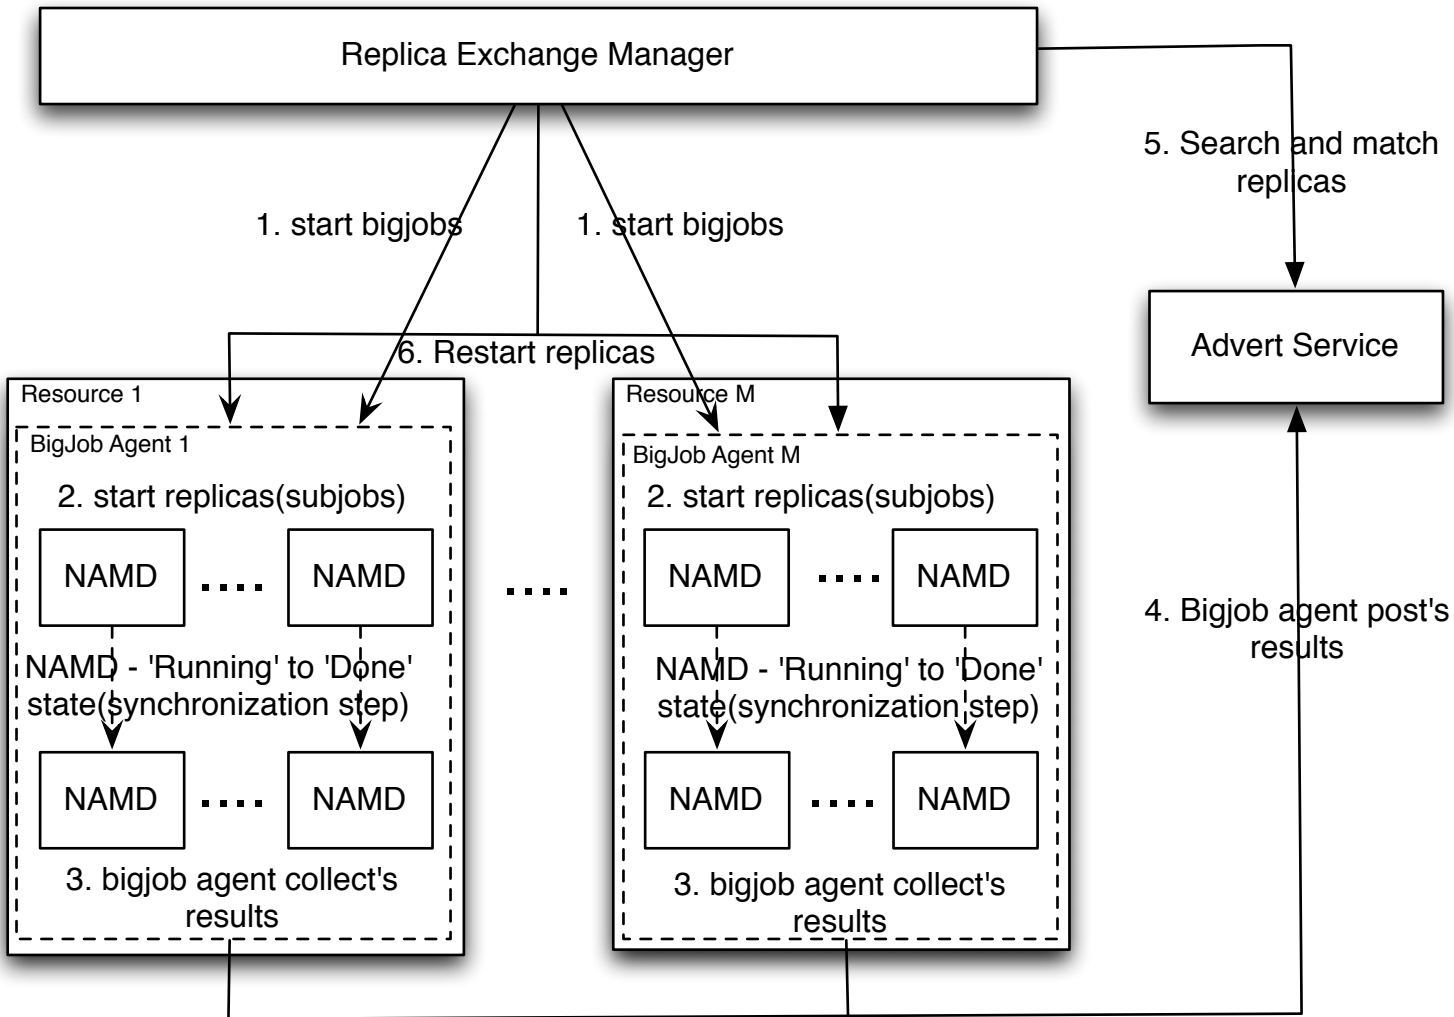 Replica Exchange Manager
5. Search and match
replicas
1. start bigjobs
1. start bigjobs
6. Restart replicas
Advert Service
Resource 1
BigJob Agent 1
2. start replicas(subjobs)
NAMD
NAMD
NAMD - 'Running' to 'Done'
state(synchronization step)
NAMD
NAMD
3. bigjob agent collect's
results
Resource M
BigJob Agent M
2. start replicas(subjobs)
NAMD
NAMD
NAMD - 'Running' to 'Done'
state(synchronization step)
NAMD
NAMD
3. bigjob agent collect's
results
4. Bigjob agent post's
results